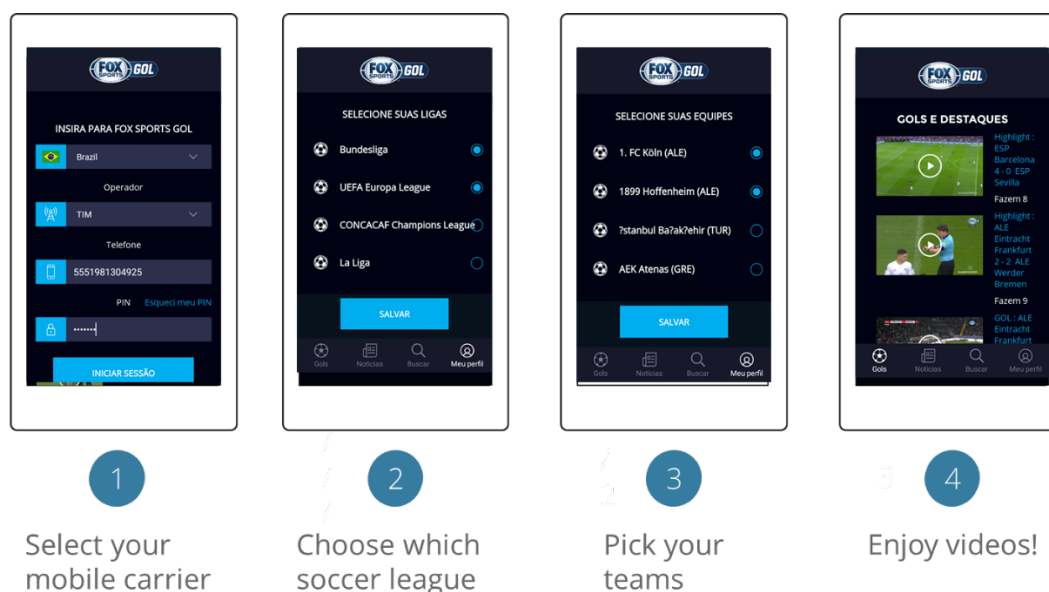 FOX SPORTS GOL
INSIRA PARA FOX SPORTS GOL
Brazil
Operador
TIM
Telefone
5551981304925
PIN Esqueci meu PIN
INICIAR SESSÃO
1
Select your
mobile carrier
FOX SPORTS GOL
SELECIONE SUAS LIGAS
Bundesliga
UEFA Europa League
CONCACAF Champions League
La Liga
SALVAR
Gols Noticias Buscar Meu perfil
2
Choose which
soccer league
FOX SPORTS GOL
SELECIONE SUAS EQUIPES
1. FC Köln (ALE)
1899 Hoffenheim (ALE)
?stanbul Ba?ak?ehir (TUR)
AEK Atenas (GRE)
SALVAR
Gols Noticias Buscar Meu perfil
3
Pick your
teams
FOX SPORTS GOL
GOLS E DESTAQUES
Highlight :
ESP
Barcelona
4 - 0 ESP
Sevilla
Fazem 8
Highlight :
ALE
Eintracht
Frankfurt
2 - 2 ALE
Werder
Bremen
Fazem 9
GOL : ALE
Eintracht
Frankfurt
Gols Noticias Buscar Meu perfil
4
Enjoy videos!